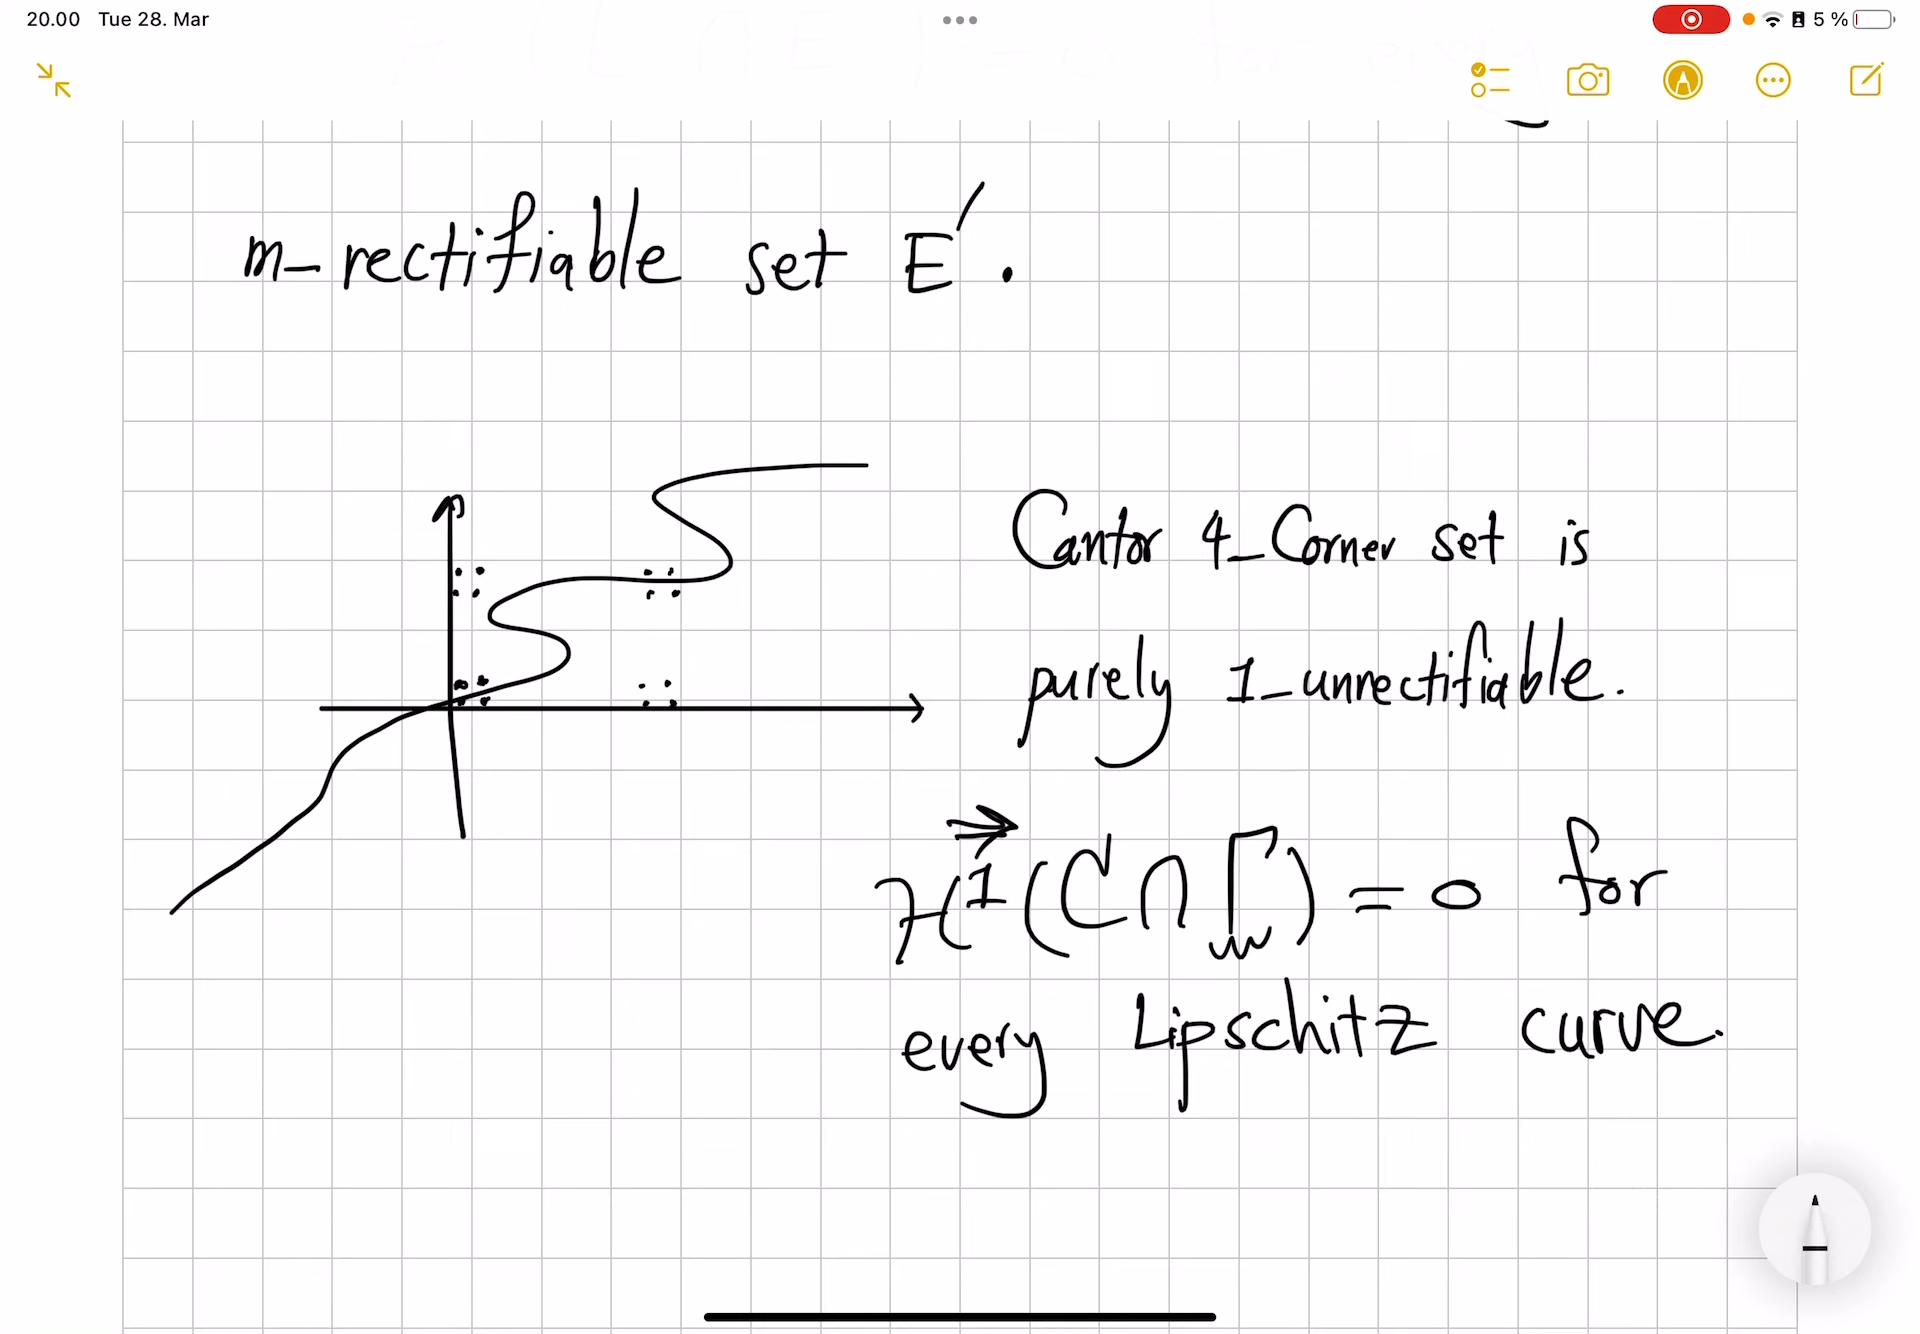 20.00 Tue 28. Mar
5 %
m-rectifiable set E'.
Cantor 4-Corner set is
purely 1-unrectifiable.
ℋ¹(C∩Γ) = 0 for
every Lipschitz curve.